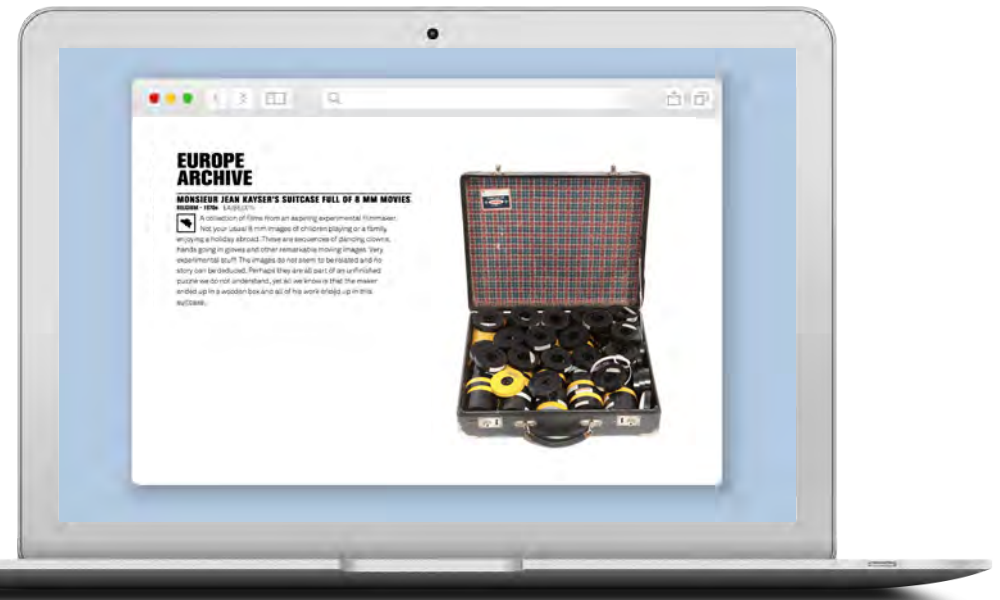 EUROPE
ARCHIVE
MONSIEUR JEAN KAYSER'S SUITCASE FULL OF 8 MM MOVIES
BELGIUM - 1970s
A collection of films from an aspiring experimental filmmaker.
Not your usual 8 mm images of children playing or a family
enjoying a holiday abroad. These are sequences of dancing clowns,
hands going in gloves and other remarkable moving images. Very
experimental stuff! The images do not seem to be related and no
story can be deduced. Perhaps they are all part of an unfinished
puzzle we do not understand, yet all we know is that the maker
ended up in a wooden box and all of his work ended up in this
suitcase.